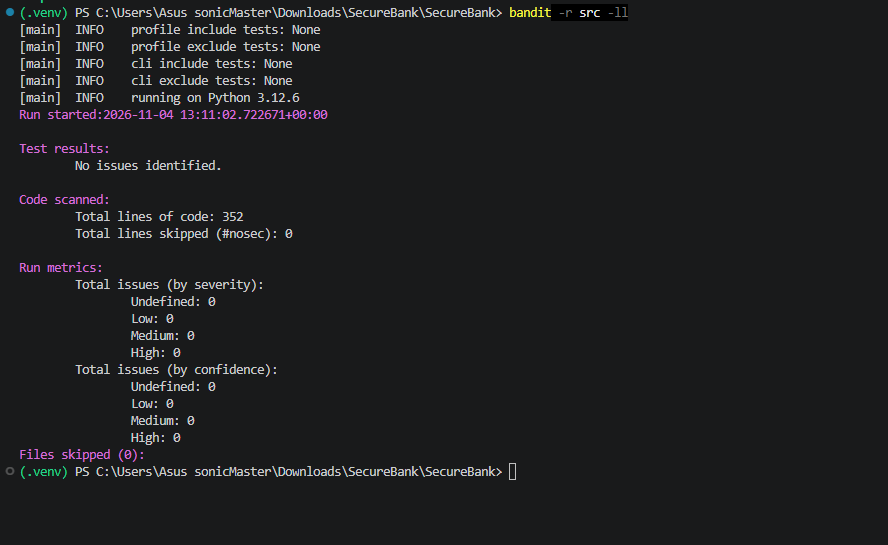 (.venv) PS C:\Users\Asus sonicMaster\Downloads\SecureBank\SecureBank> bandit -r src -ll
[main]  INFO    profile include tests: None
[main]  INFO    profile exclude tests: None
[main]  INFO    cli include tests: None
[main]  INFO    cli exclude tests: None
[main]  INFO    running on Python 3.12.6
Run started:2026-11-04 13:11:02.722671+00:00
Test results:
No issues identified.
Code scanned:
Total lines of code: 352
Total lines skipped (#nosec): 0
Run metrics:
Total issues (by severity):
Undefined: 0
Low: 0
Medium: 0
High: 0
Total issues (by confidence):
Undefined: 0
Low: 0
Medium: 0
High: 0
Files skipped (0):
(.venv) PS C:\Users\Asus sonicMaster\Downloads\SecureBank\SecureBank>